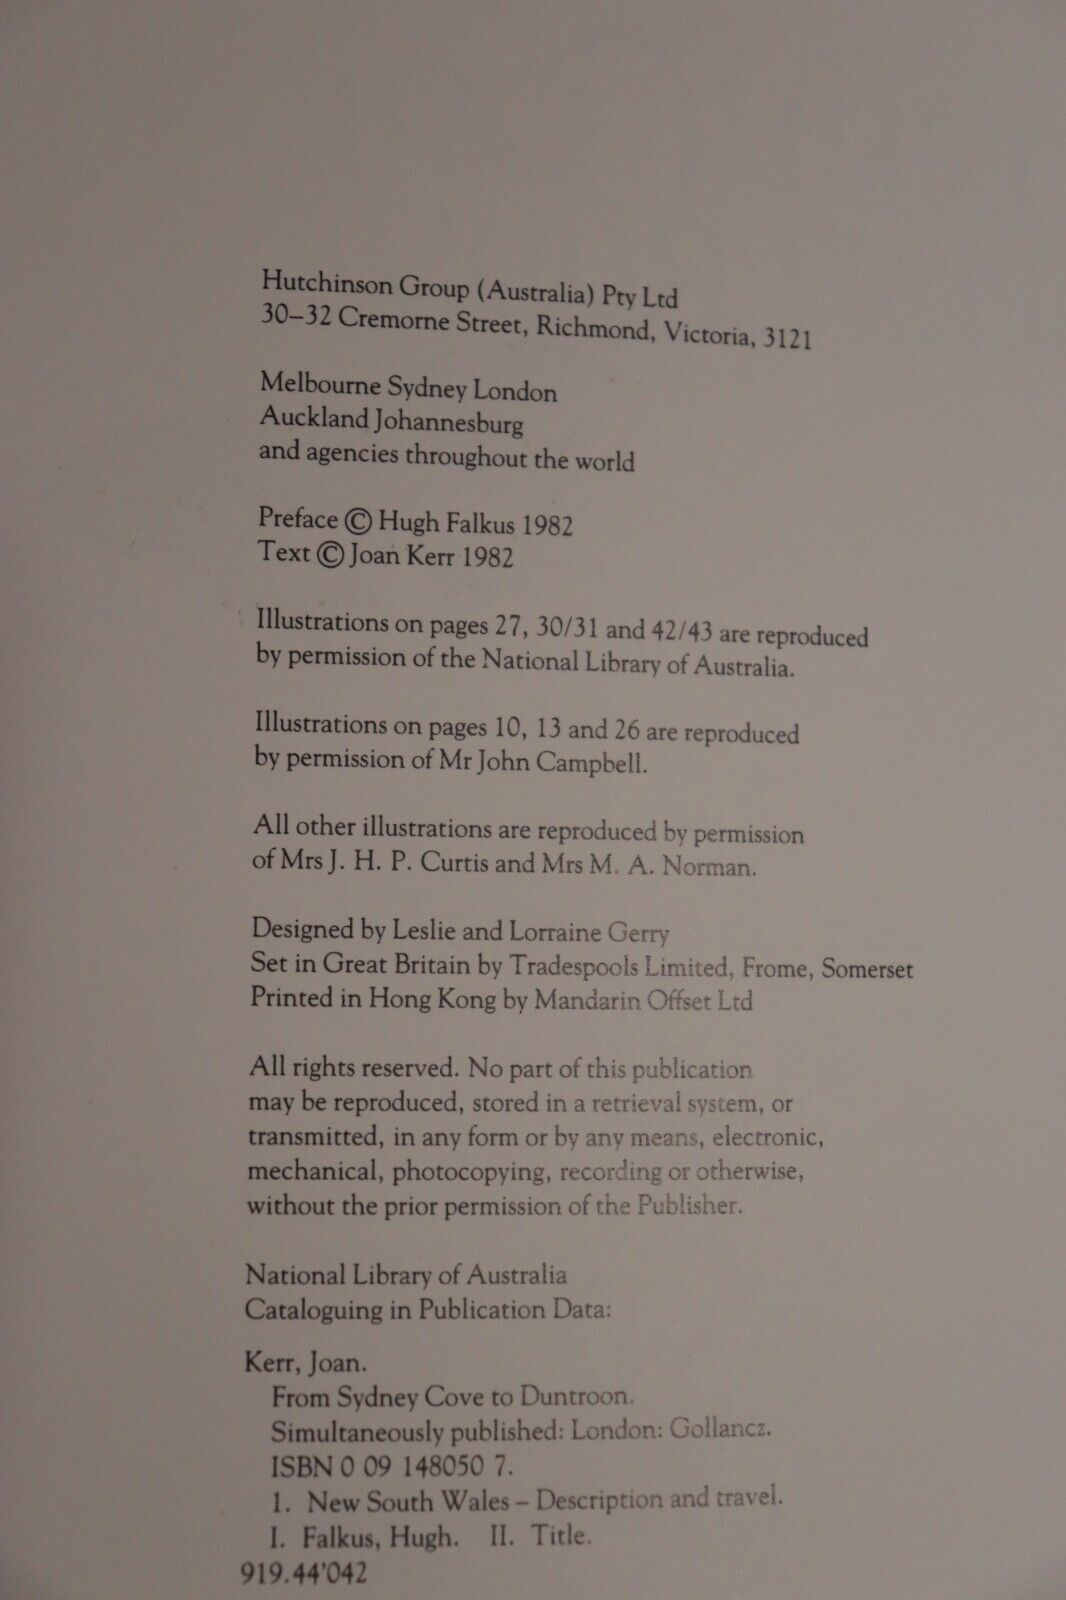 Hutchinson Group (Australia) Pty Ltd
30–32 Cremorne Street, Richmond, Victoria, 3121
Melbourne Sydney London
Auckland Johannesburg
and agencies throughout the world
Preface © Hugh Falkus 1982
Text © Joan Kerr 1982
Illustrations on pages 27, 30/31 and 42/43 are reproduced
by permission of the National Library of Australia.
Illustrations on pages 10, 13 and 26 are reproduced
by permission of Mr John Campbell.
All other illustrations are reproduced by permission
of Mrs J. H. P. Curtis and Mrs M. A. Norman.
Designed by Leslie and Lorraine Gerry
Set in Great Britain by Tradespools Limited, Frome, Somerset
Printed in Hong Kong by Mandarin Offset Ltd
All rights reserved. No part of this publication
may be reproduced, stored in a retrieval system, or
transmitted, in any form or by any means, electronic,
mechanical, photocopying, recording or otherwise,
without the prior permission of the Publisher.
National Library of Australia
Cataloguing in Publication Data:
Kerr, Joan.
From Sydney Cove to Duntroon.
Simultaneously published: London: Gollancz.
ISBN 0 09 148050 7.
1. New South Wales – Description and travel.
I. Falkus, Hugh. II. Title.
919.44'042